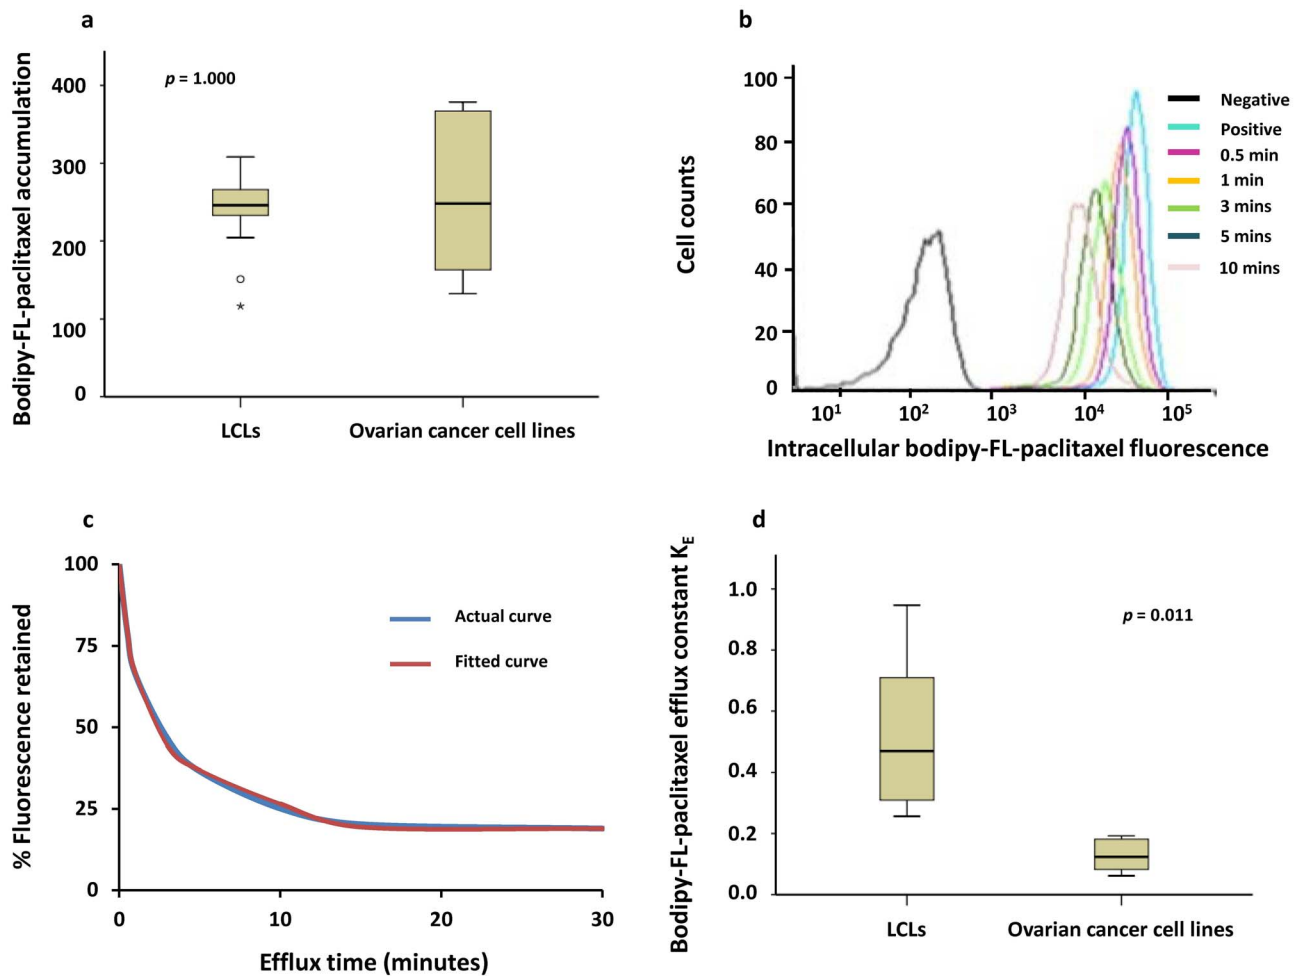 a
Bodipy-FL-paclitaxel accumulation
400
300
200
100
0
p = 1.000
LCLs
Ovarian cancer cell lines
b
Cell counts
100
80
60
40
20
0
10¹
10²
10³
10⁴
10⁵
Intracellular bodipy-FL-paclitaxel fluorescence
Negative
Positive
0.5 min
1 min
3 mins
5 mins
10 mins
c
% Fluorescence retained
100
75
50
25
0
0
10
20
30
Efflux time (minutes)
Actual curve
Fitted curve
d
Bodipy-FL-paclitaxel efflux constant K_E
1.0
0.8
0.6
0.4
0.2
0.0
p = 0.011
LCLs
Ovarian cancer cell lines